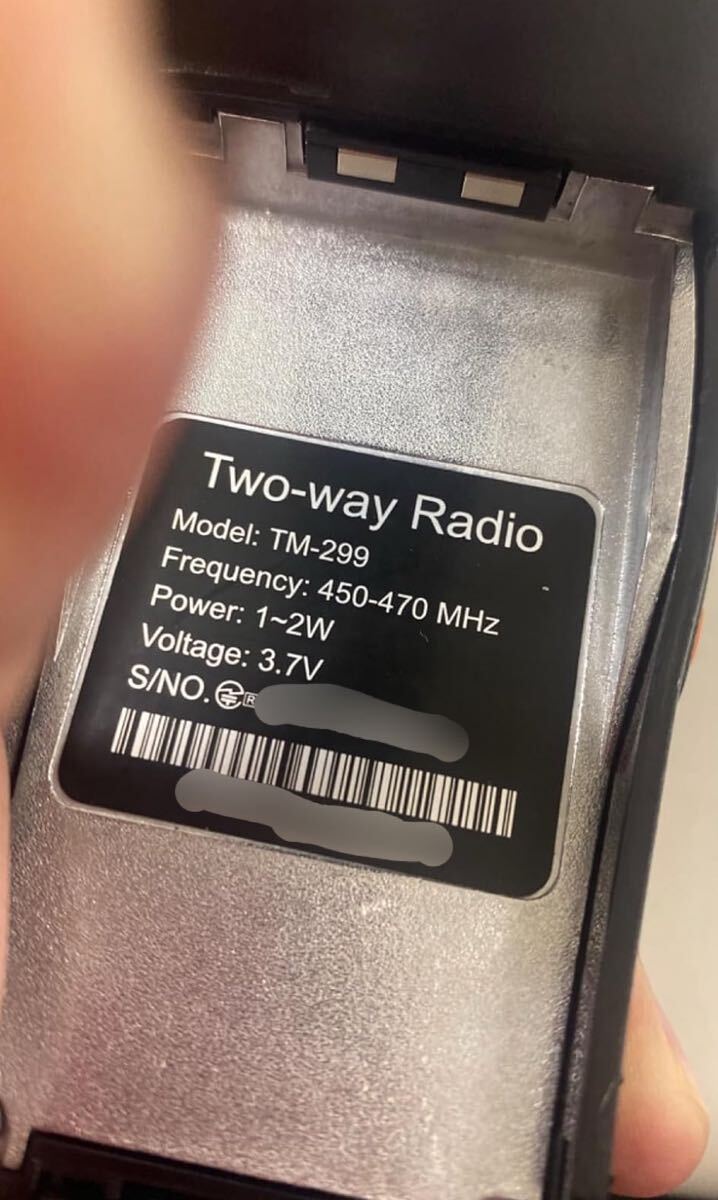 Two-way Radio
Model: TM-299
Frequency: 450-470 MHz
Power: 1~2W
Voltage: 3.7V
S/NO. R